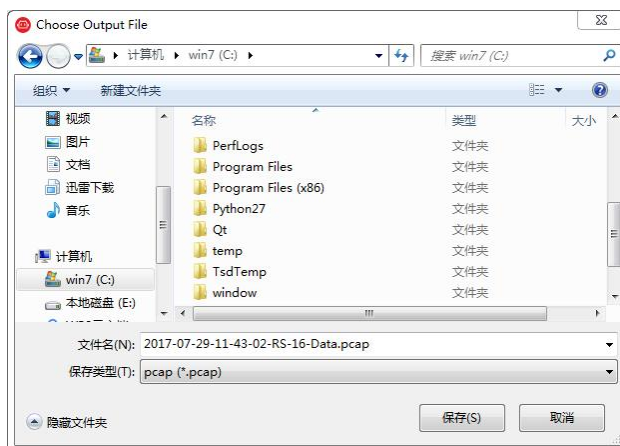 Choose Output File
计算机 win7 (C:) 搜索 win7 (C:)
组织 新建文件夹
视频
图片
文档
迅雷下载
音乐
计算机
win7 (C:)
本地磁盘 (E:)
名称 类型 大小
PerfLogs 文件夹
Program Files 文件夹
Program Files (x86) 文件夹
Python27 文件夹
Qt 文件夹
temp 文件夹
TsdTemp 文件夹
window 文件夹
文件名(N): 2017-07-29-11-43-02-RS-16-Data.pcap
保存类型(T): pcap (*.pcap)
隐藏文件夹 保存(S) 取消